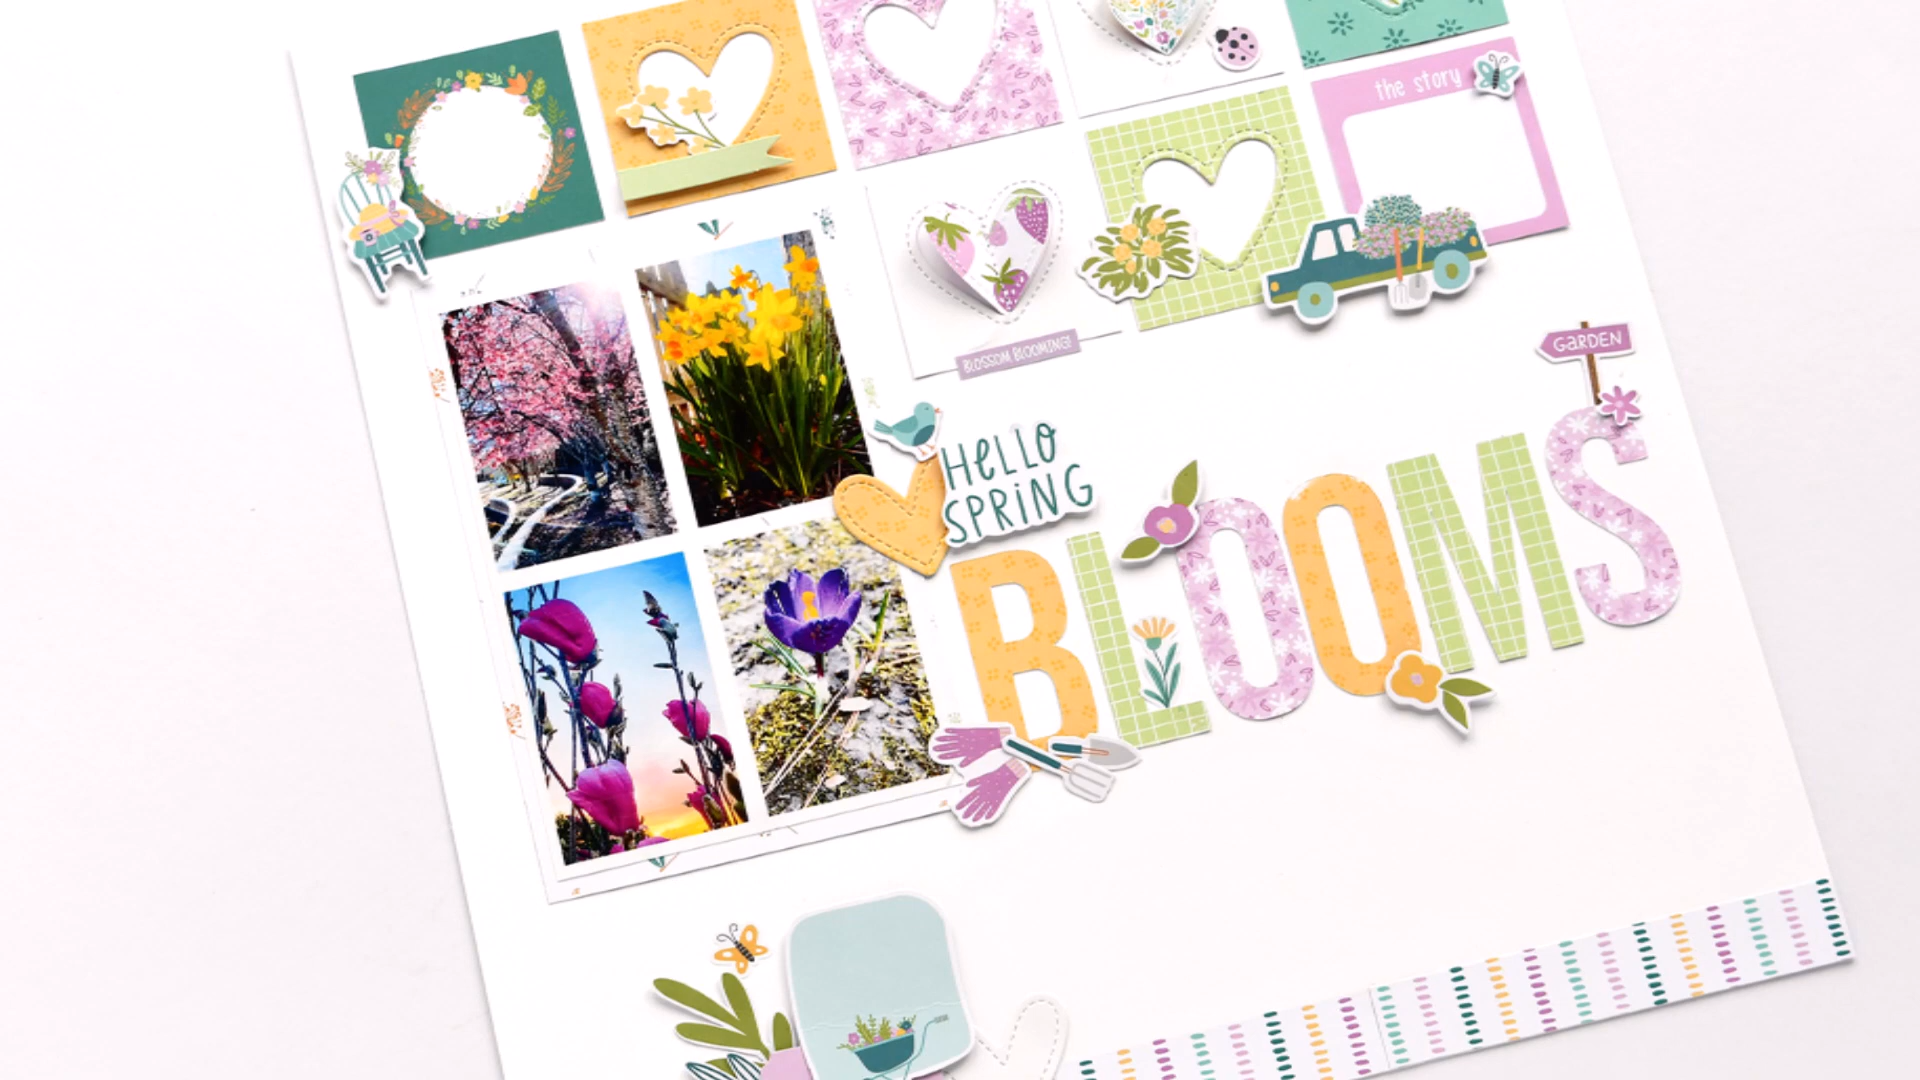 the story
BLOSSOM BLOOMING!
GARDEN
HELLO
SPRING
BLOOMS